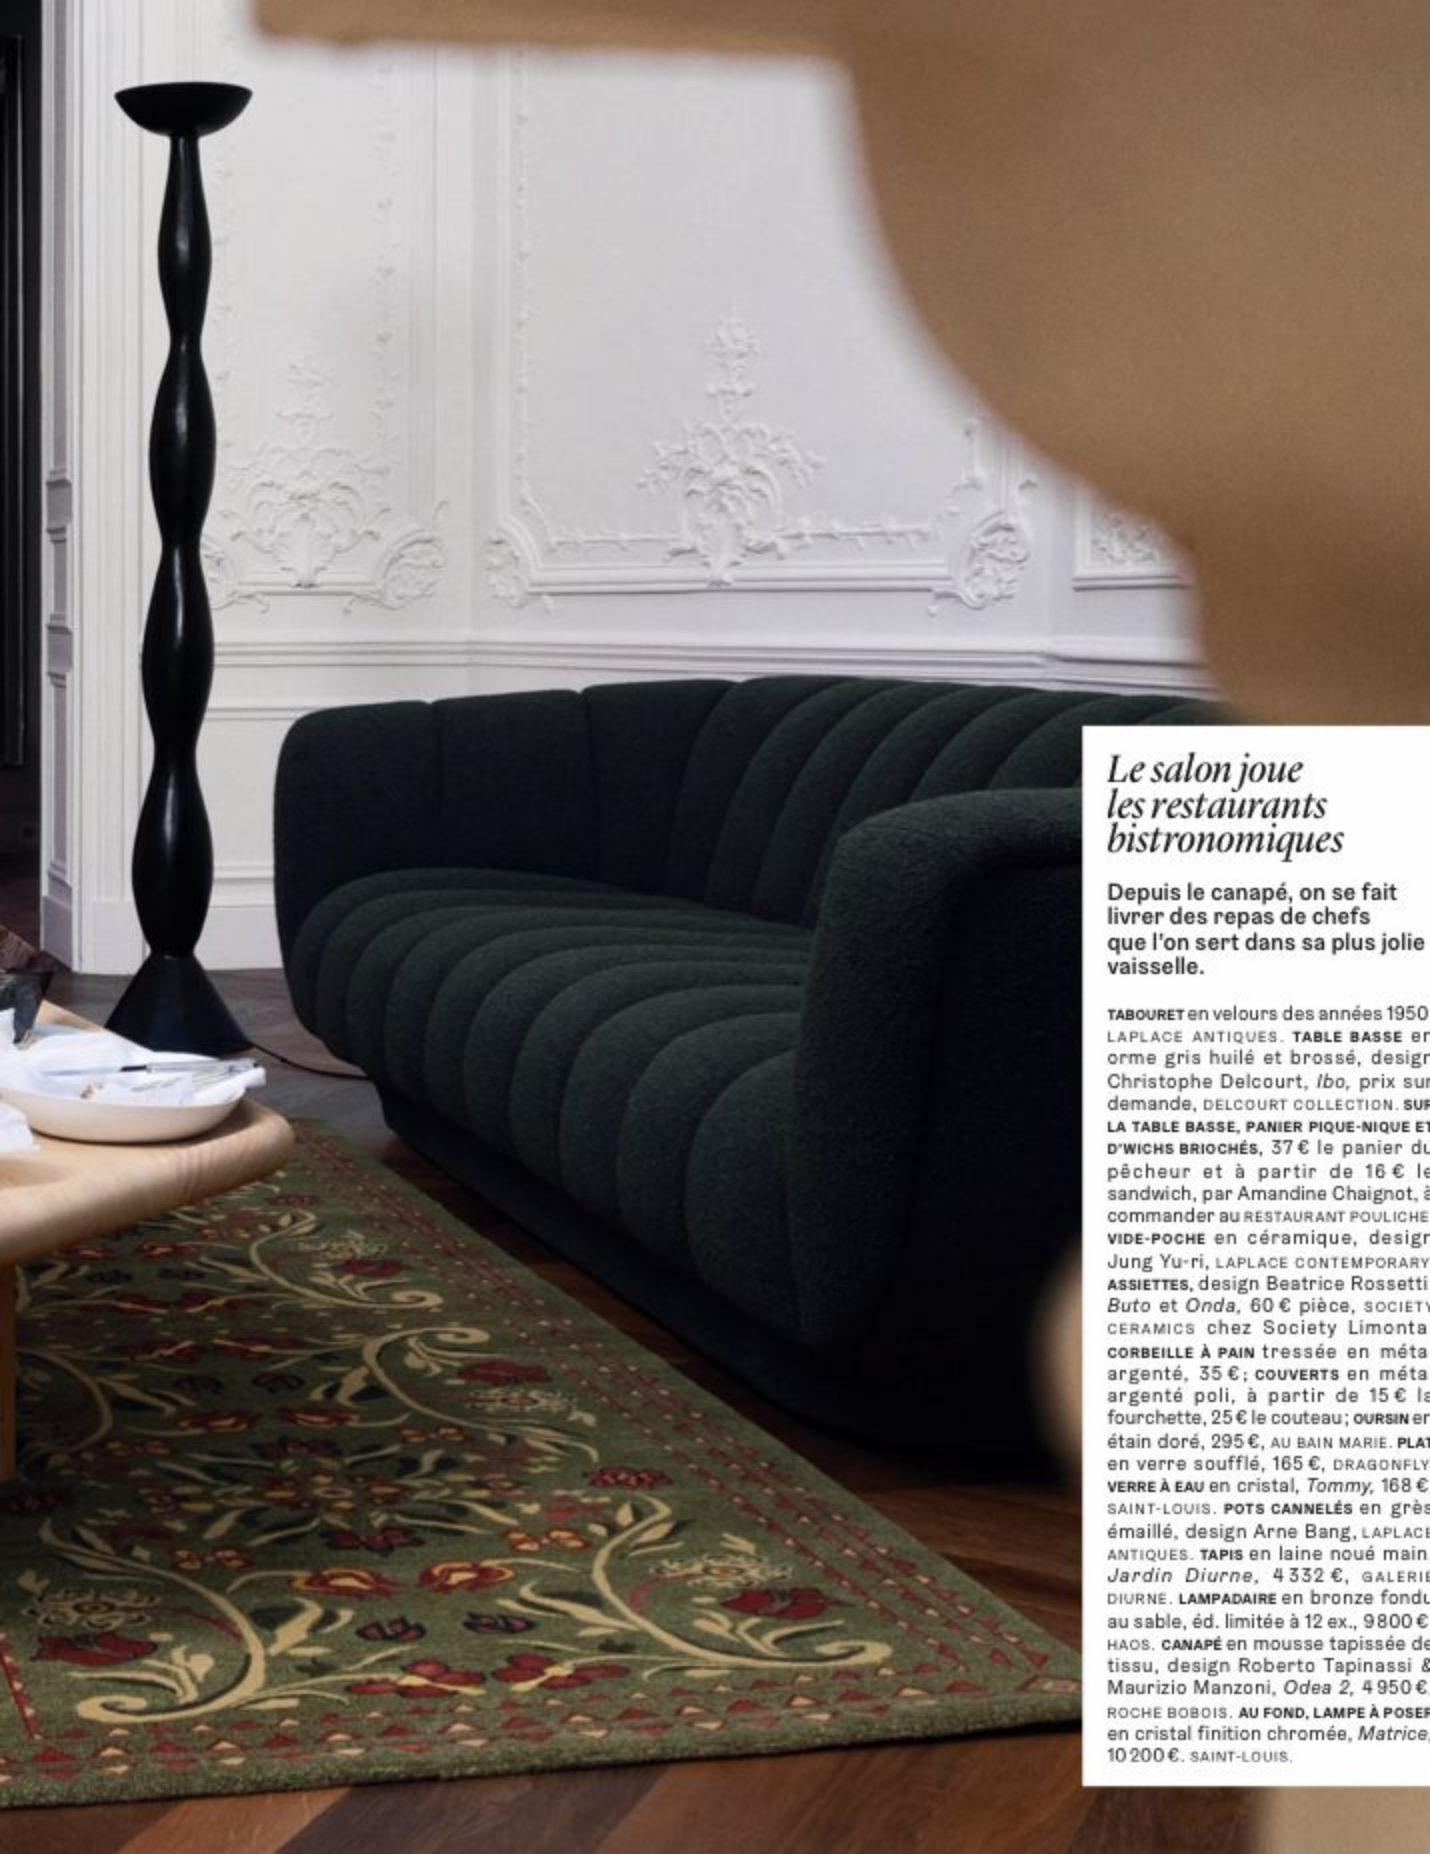 Le salon joue
les restaurants
bistronomiques
Depuis le canapé, on se fait
livrer des repas de chefs
que l'on sert dans sa plus jolie
vaisselle.
TABOURET en velours des années 1950
LAPLACE ANTIQUES. TABLE BASSE en
orme gris huilé et brossé, design
Christophe Delcourt, Ibo, prix sur
demande, DELCOURT COLLECTION. SUR
LA TABLE BASSE, PANIER PIQUE-NIQUE ET
D'WICHS BRIOCHÉS, 37 € le panier du
pêcheur et à partir de 16 € le
sandwich, par Amandine Chaignot, à
commander au RESTAURANT POULICHE
VIDE-POCHE en céramique, design
Jung Yu-ri, LAPLACE CONTEMPORARY
ASSIETTES, design Beatrice Rossetti
Buto et Onda, 60 € pièce, SOCIETY
CERAMICS chez Society Limonta
CORBEILLE À PAIN tressée en méta
argenté, 35 €; COUVERTS en méta
argenté poli, à partir de 15 € la
fourchette, 25 € le couteau; OURSIN en
étain doré, 295 €, AU BAIN MARIE. PLAT
en verre soufflé, 165 €, DRAGONFLY
VERRE À EAU en cristal, Tommy, 168 €
SAINT-LOUIS. POTS CANNELÉS en grès
émaillé, design Arne Bang, LAPLACE
ANTIQUES. TAPIS en laine noué main
Jardin Diurne, 4 332 €, GALERIE
DIURNE. LAMPADAIRE en bronze fondu
au sable, éd. limitée à 12 ex., 9 800 €
HAOS. CANAPÉ en mousse tapissée de
tissu, design Roberto Tapinassi &
Maurizio Manzoni, Odea 2, 4 950 €
ROCHE BOBOIS. AU FOND, LAMPE À POSER
en cristal finition chromée, Matrice,
10 200 €. SAINT-LOUIS.